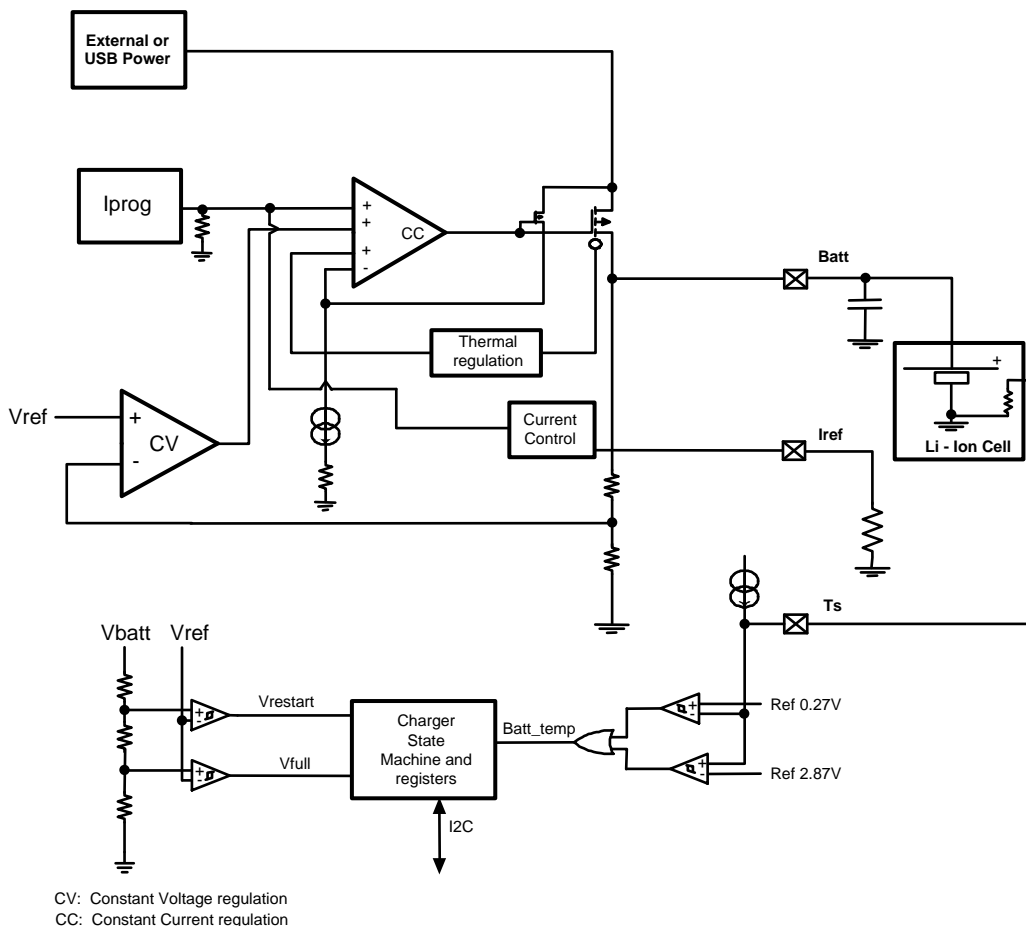 External or
USB Power
Iprog
+
+
+
-
CC
Batt
Thermal
regulation
+
Li - Ion Cell
Vref
+
-
CV
Current
Control
Iref
Ts
Vbatt
Vref
+
-
Vrestart
+
-
Vfull
Charger
State
Machine and
registers
Batt_temp
+
-
Ref 0.27V
+
-
Ref 2.87V
I2C
CV: Constant Voltage regulation
CC: Constant Current regulation